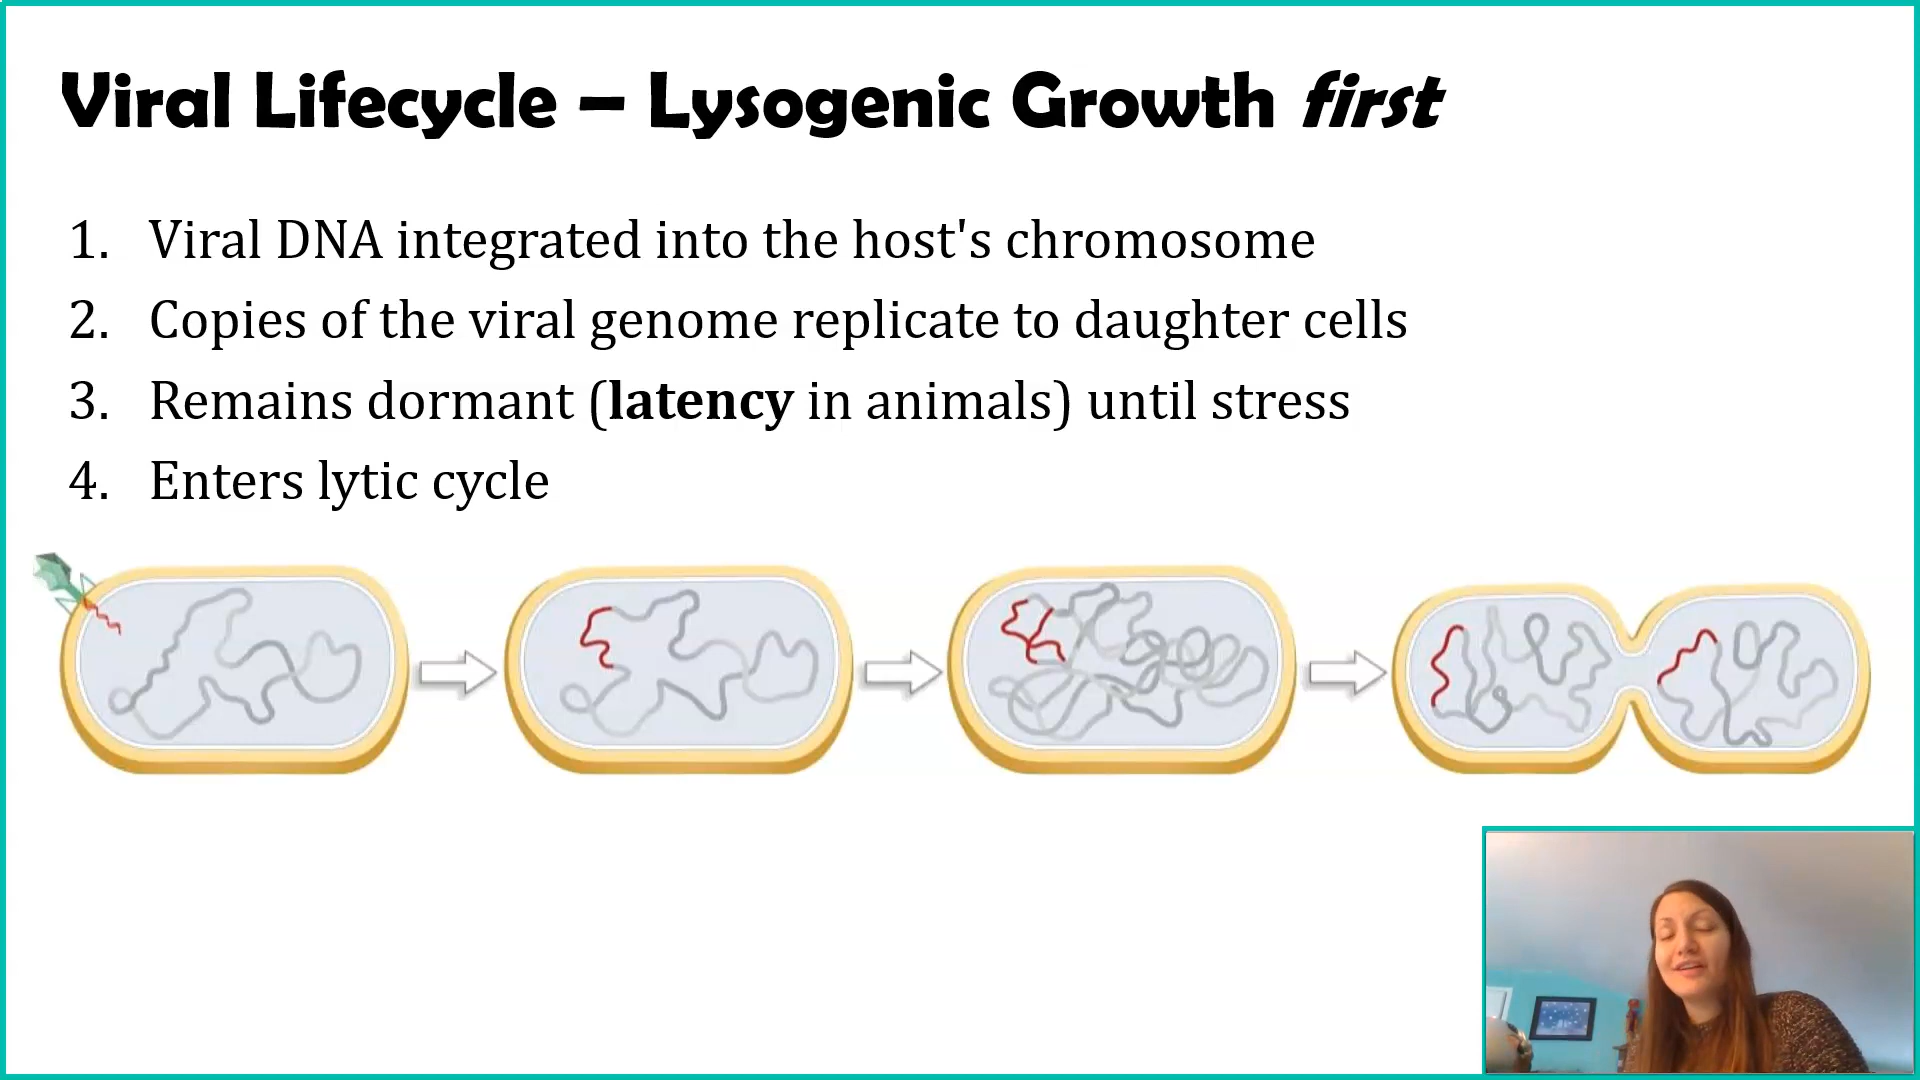 Viral Lifecycle – Lysogenic Growth first
1. Viral DNA integrated into the host's chromosome
2. Copies of the viral genome replicate to daughter cells
3. Remains dormant (latency in animals) until stress
4. Enters lytic cycle